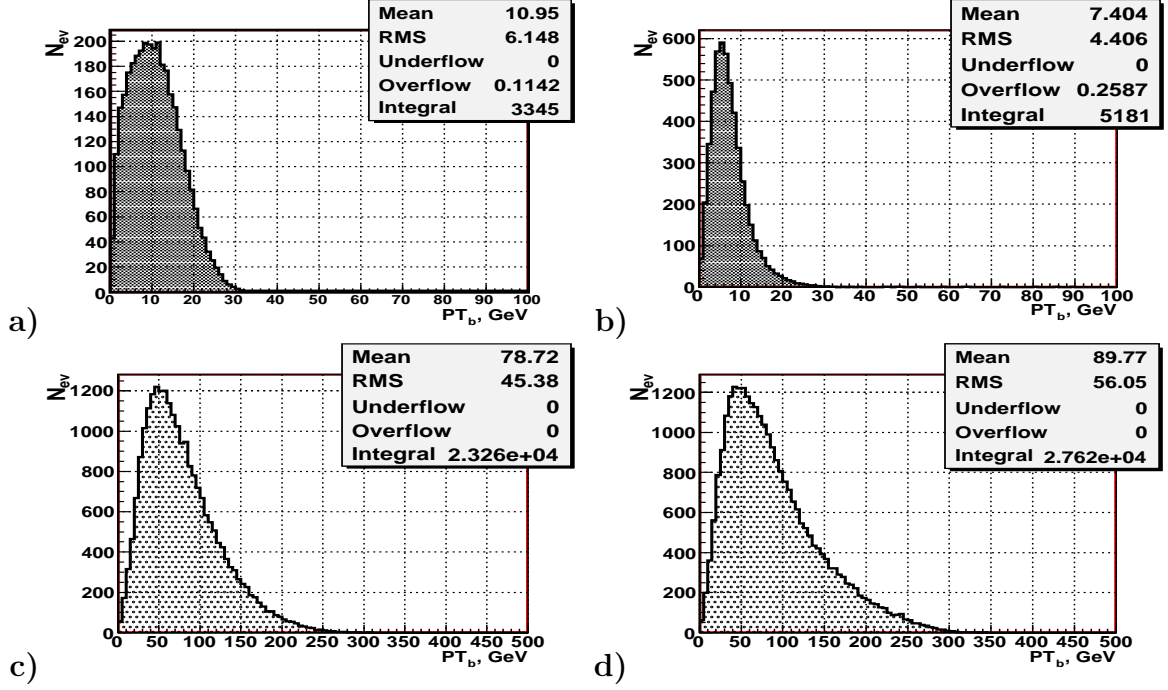 N_ev
Mean 10.95
RMS 6.148
Underflow 0
Overflow 0.1142
Integral 3345
200
180
160
140
120
100
80
60
40
20
0
0 10 20 30 40 50 60 70 80 90 100
PT_b, GeV
a)
N_ev
Mean 7.404
RMS 4.406
Underflow 0
Overflow 0.2587
Integral 5181
600
500
400
300
200
100
0
0 10 20 30 40 50 60 70 80 90 100
PT_b, GeV
b)
N_ev
Mean 78.72
RMS 45.38
Underflow 0
Overflow 0
Integral 2.326e+04
1200
1000
800
600
400
200
0
0 50 100 150 200 250 300 350 400 450 500
PT_b, GeV
c)
N_ev
Mean 89.77
RMS 56.05
Underflow 0
Overflow 0
Integral 2.762e+04
1200
1000
800
600
400
200
0
0 50 100 150 200 250 300 350 400 450 500
PT_b, GeV
d)